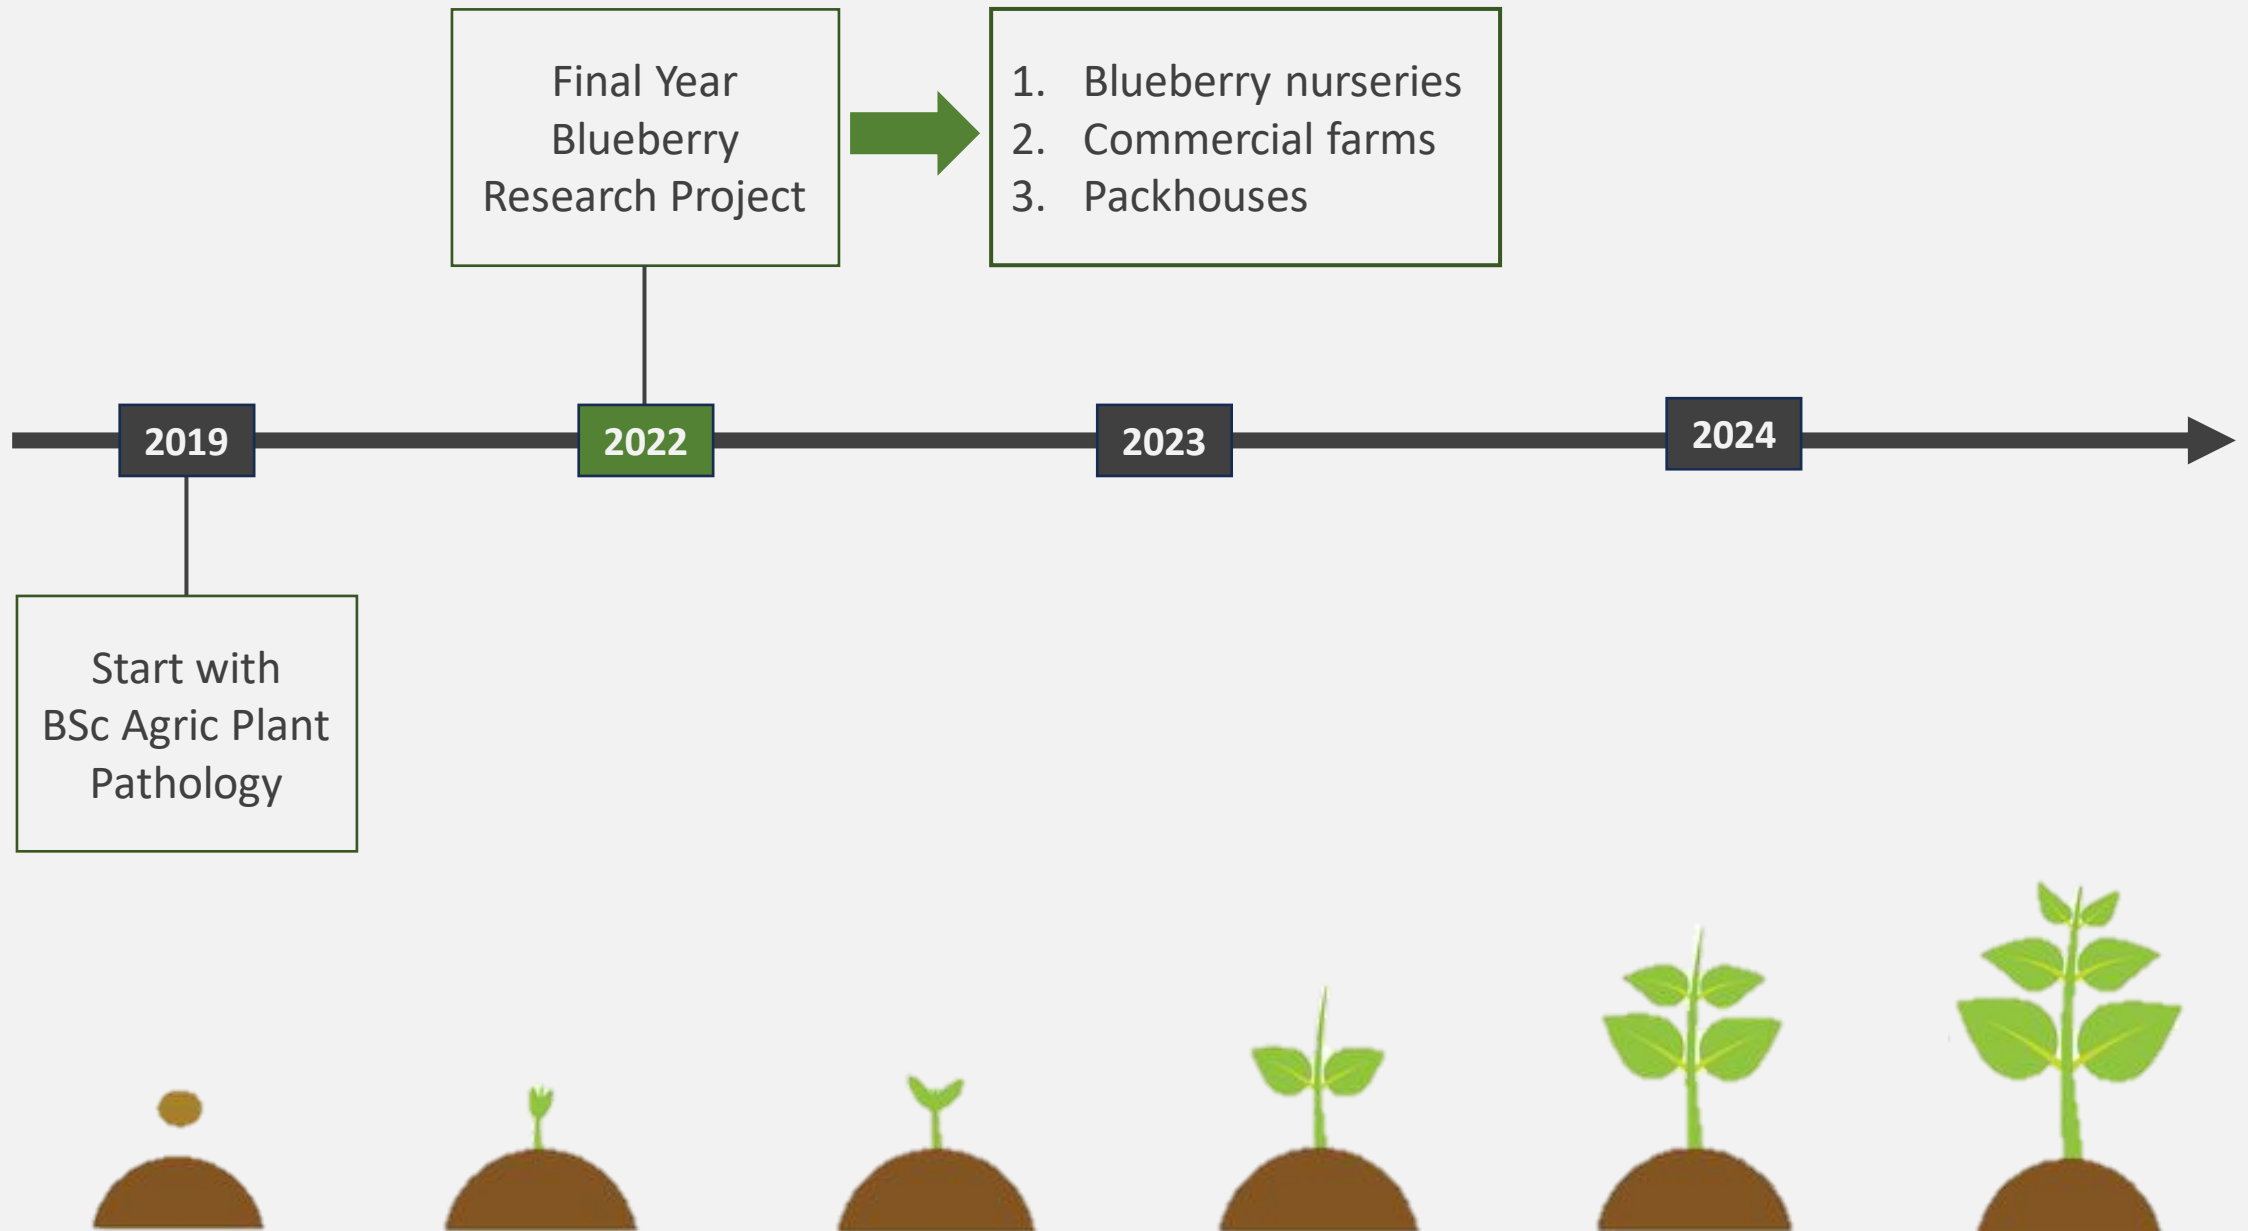 Final Year
Blueberry
Research Project
1. Blueberry nurseries
2. Commercial farms
3. Packhouses
2019
2022
2023
2024
Start with
BSc Agric Plant
Pathology